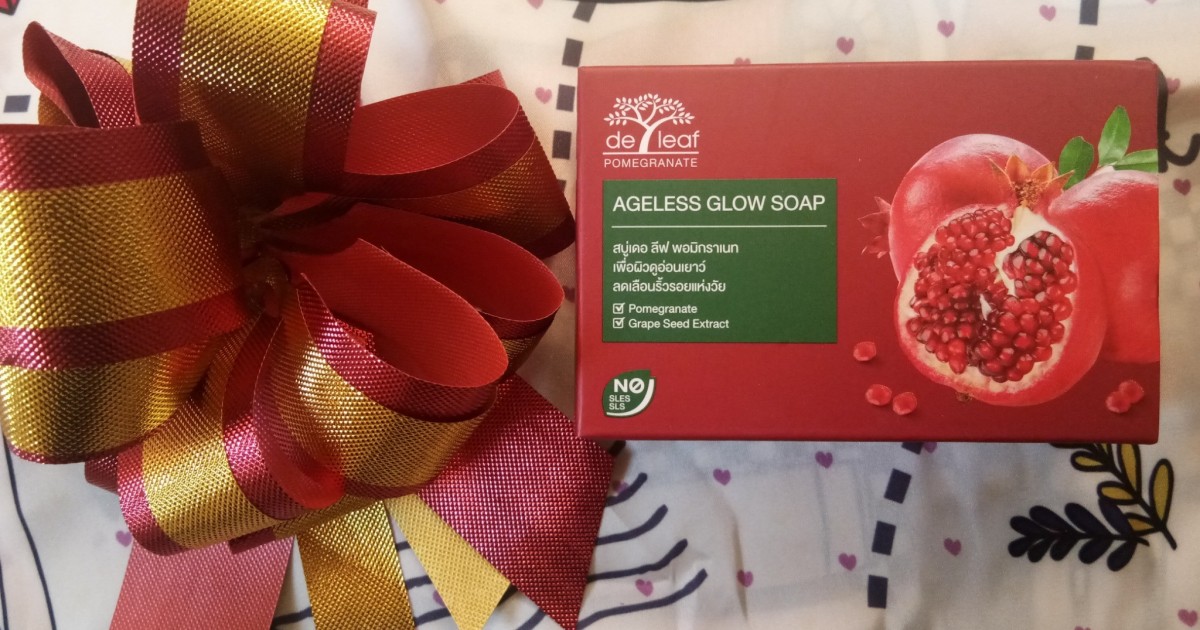 de leaf
POMEGRANATE
AGELESS GLOW SOAP
สบู่เดอ ลีฟ พอมิกราเนท
เพื่อผิวดูอ่อนเยาว์
ลดเลือนริ้วรอยแห่งวัย
Pomegranate
Grape Seed Extract
NO
SLES
SLS